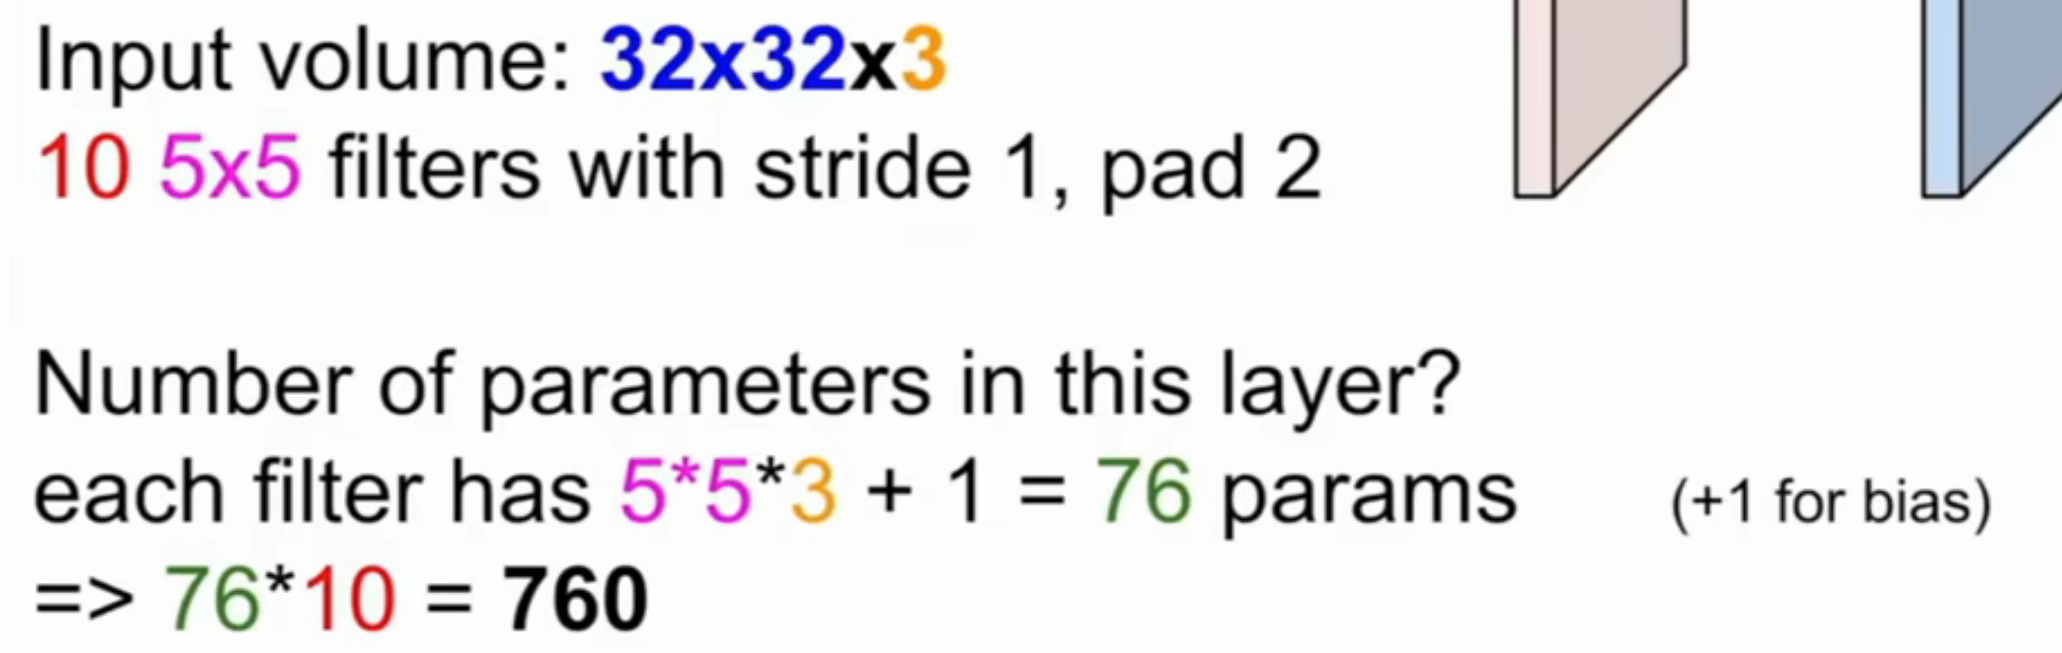 Input volume: 32x32x3
10 5x5 filters with stride 1, pad 2
Number of parameters in this layer?
each filter has 5*5*3 + 1 = 76 params (+1 for bias)
=> 76*10 = 760